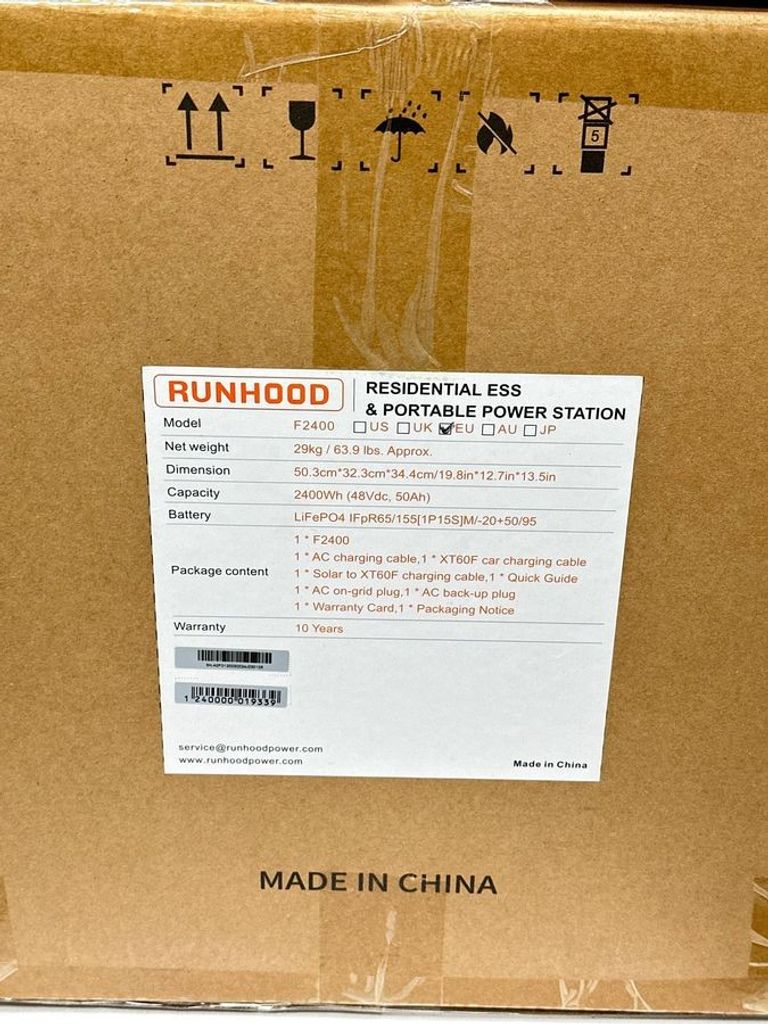 5
RUNHOOD
RESIDENTIAL ESS
& PORTABLE POWER STATION
Model F2400 US UK EU AU JP
Net weight 29kg / 63.9 lbs. Approx.
Dimension 50.3cm*32.3cm*34.4cm/19.8in*12.7in*13.5in
Capacity 2400Wh (48Vdc, 50Ah)
Battery LiFePO4 IFpR65/155[1P15S]M/-20+50/95
Package content
1 * F2400
1 * AC charging cable,1 * XT60F car charging cable
1 * Solar to XT60F charging cable,1 * Quick Guide
1 * AC on-grid plug,1 * AC back-up plug
1 * Warranty Card,1 * Packaging Notice
Warranty 10 Years
1 240000 019339
service@runhoodpower.com
www.runhoodpower.com
Made in China
MADE IN CHINA